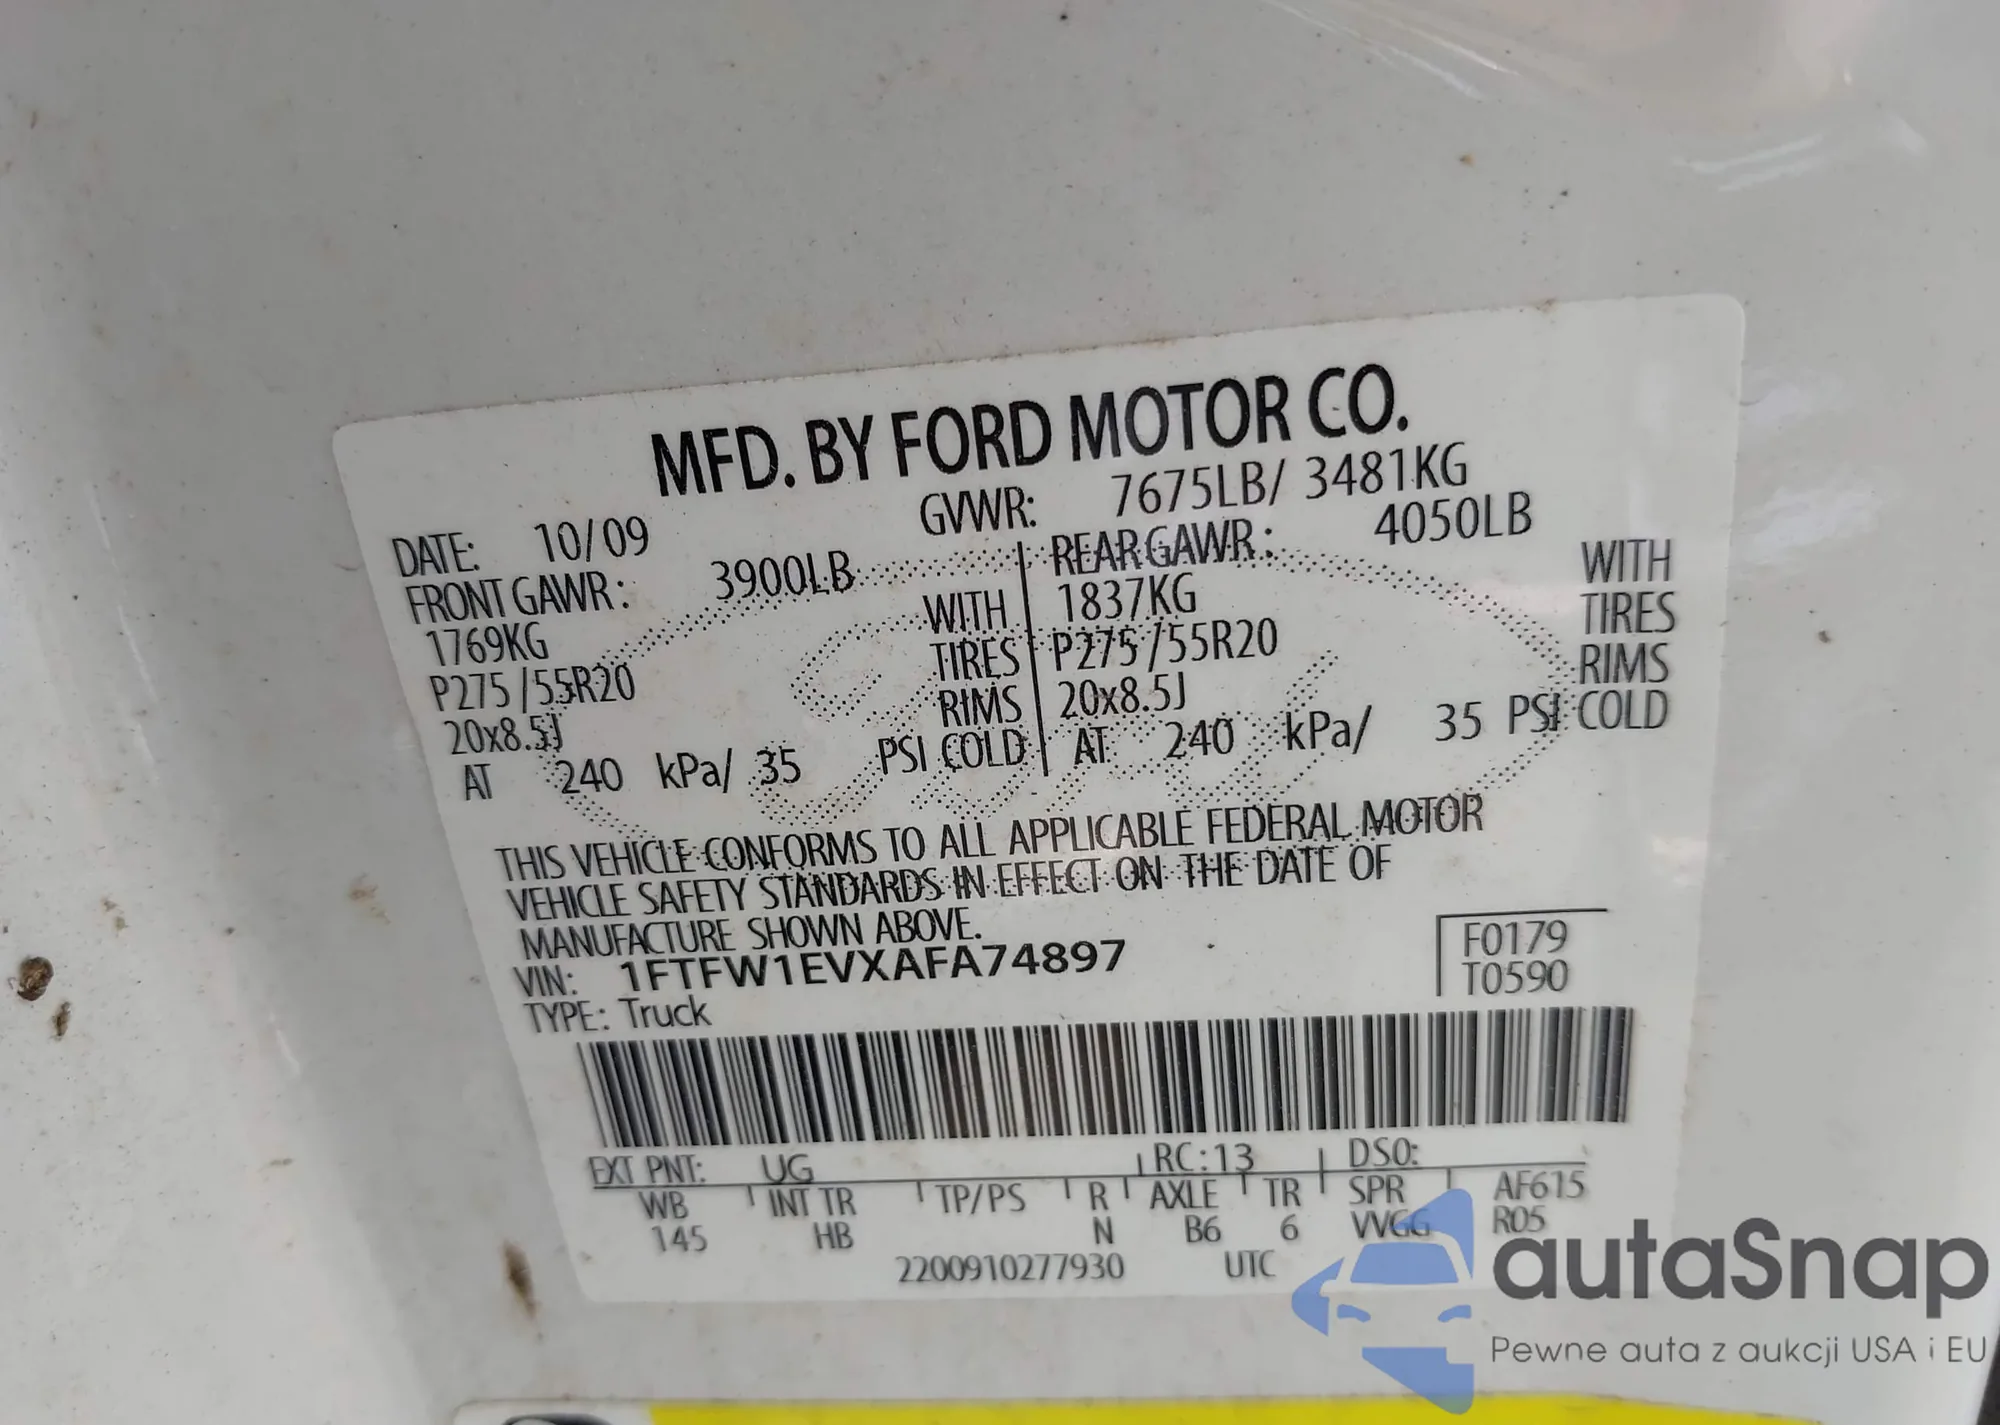 MFD. BY FORD MOTOR CO.
DATE: 10/09 GVWR: 7675LB/ 3481KG
FRONT GAWR: 3900LB REAR GAWR: 4050LB
1769KG WITH 1837KG WITH
P275/55R20 TIRES P275/55R20 TIRES
20x8.5J RIMS 20x8.5J RIMS
AT 240 kPa/ 35 PSI COLD AT 240 kPa/ 35 PSI COLD
THIS VEHICLE CONFORMS TO ALL APPLICABLE FEDERAL MOTOR
VEHICLE SAFETY STANDARDS IN EFFECT ON THE DATE OF
MANUFACTURE SHOWN ABOVE.
VIN: 1FTFW1EVXAFA74897 F0179
TYPE: Truck T0590
EXT PNT: UG RC:13 DSO:
WB INT TR TP/PS R AXLE TR SPR AF615
145 HB N B6 6 VVGG R05
2200910277930 UTC
autaSnap
Pewne auta z aukcji USA i EU